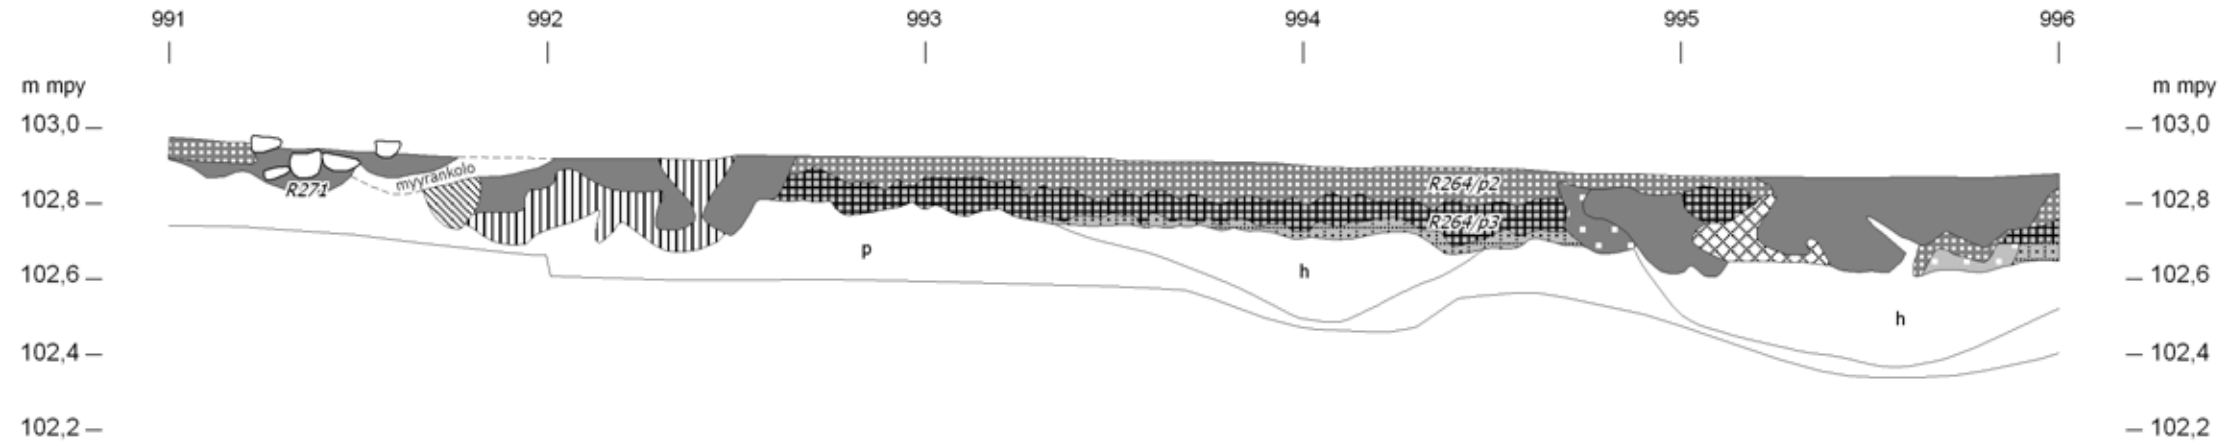 991 992 993 994 995 996
m mpy m mpy
103,0 103,0
myyränkolo
R271
102,8 R264/p2 102,8
R264/p3
p
h
102,6 102,6
h
102,4 102,4
102,2 102,2